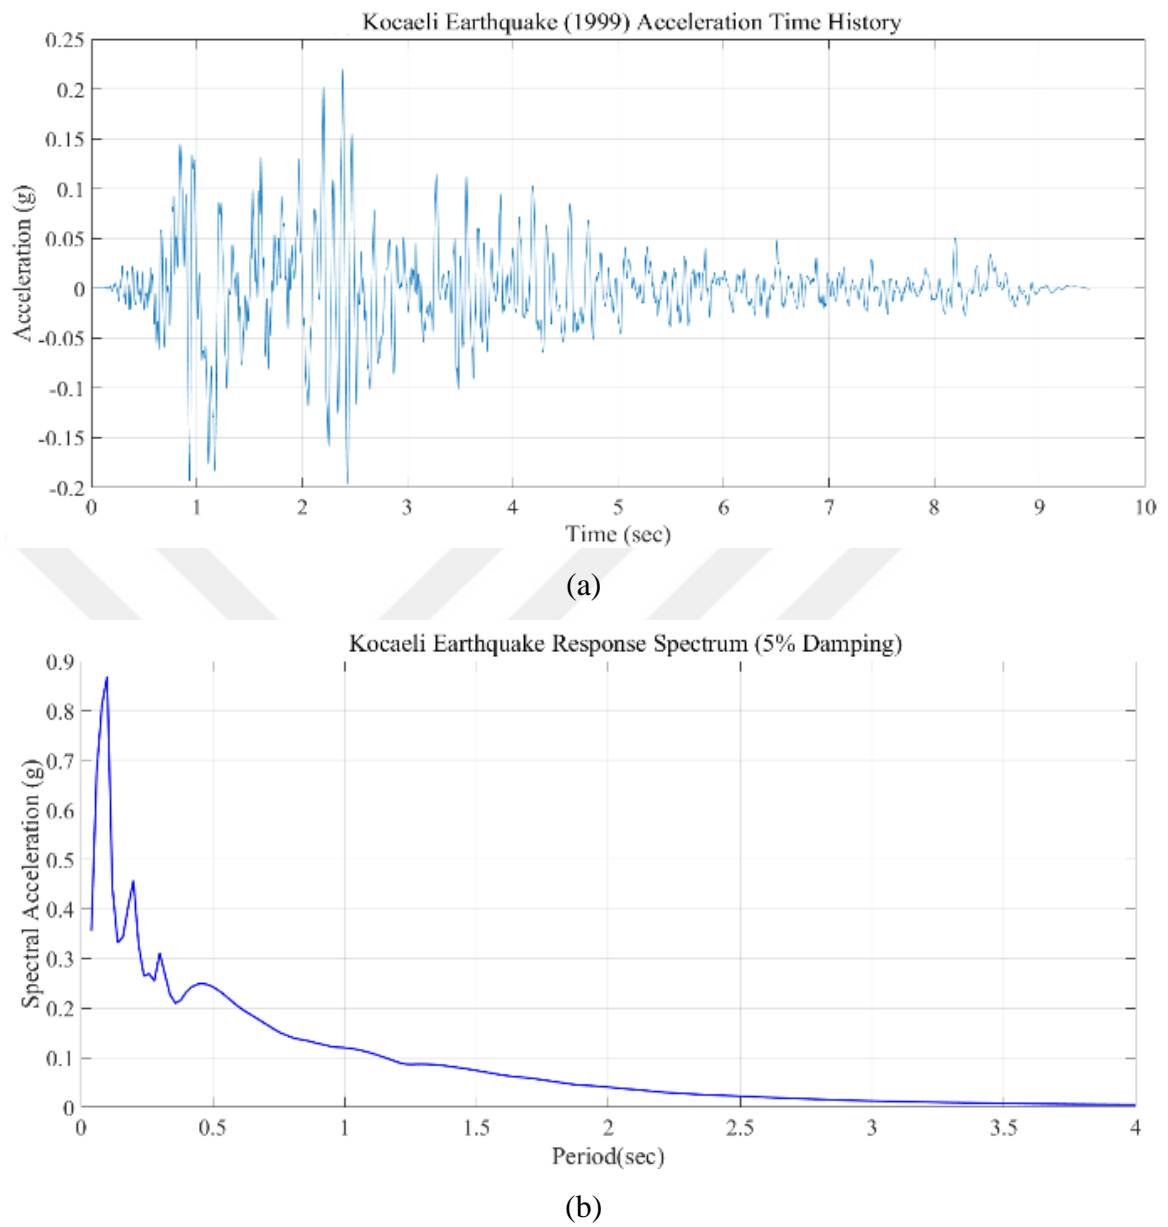 Kocaeli Earthquake (1999) Acceleration Time History
0.25
0.2
0.15
0.1
0.05
0
-0.05
-0.1
-0.15
-0.2
Acceleration (g)
0 1 2 3 4 5 6 7 8 9 10
Time (sec)
(a)
Kocaeli Earthquake Response Spectrum (5% Damping)
0.9
0.8
0.7
0.6
0.5
0.4
0.3
0.2
0.1
0
Spectral Acceleration (g)
0 0.5 1 1.5 2 2.5 3 3.5 4
Period(sec)
(b)